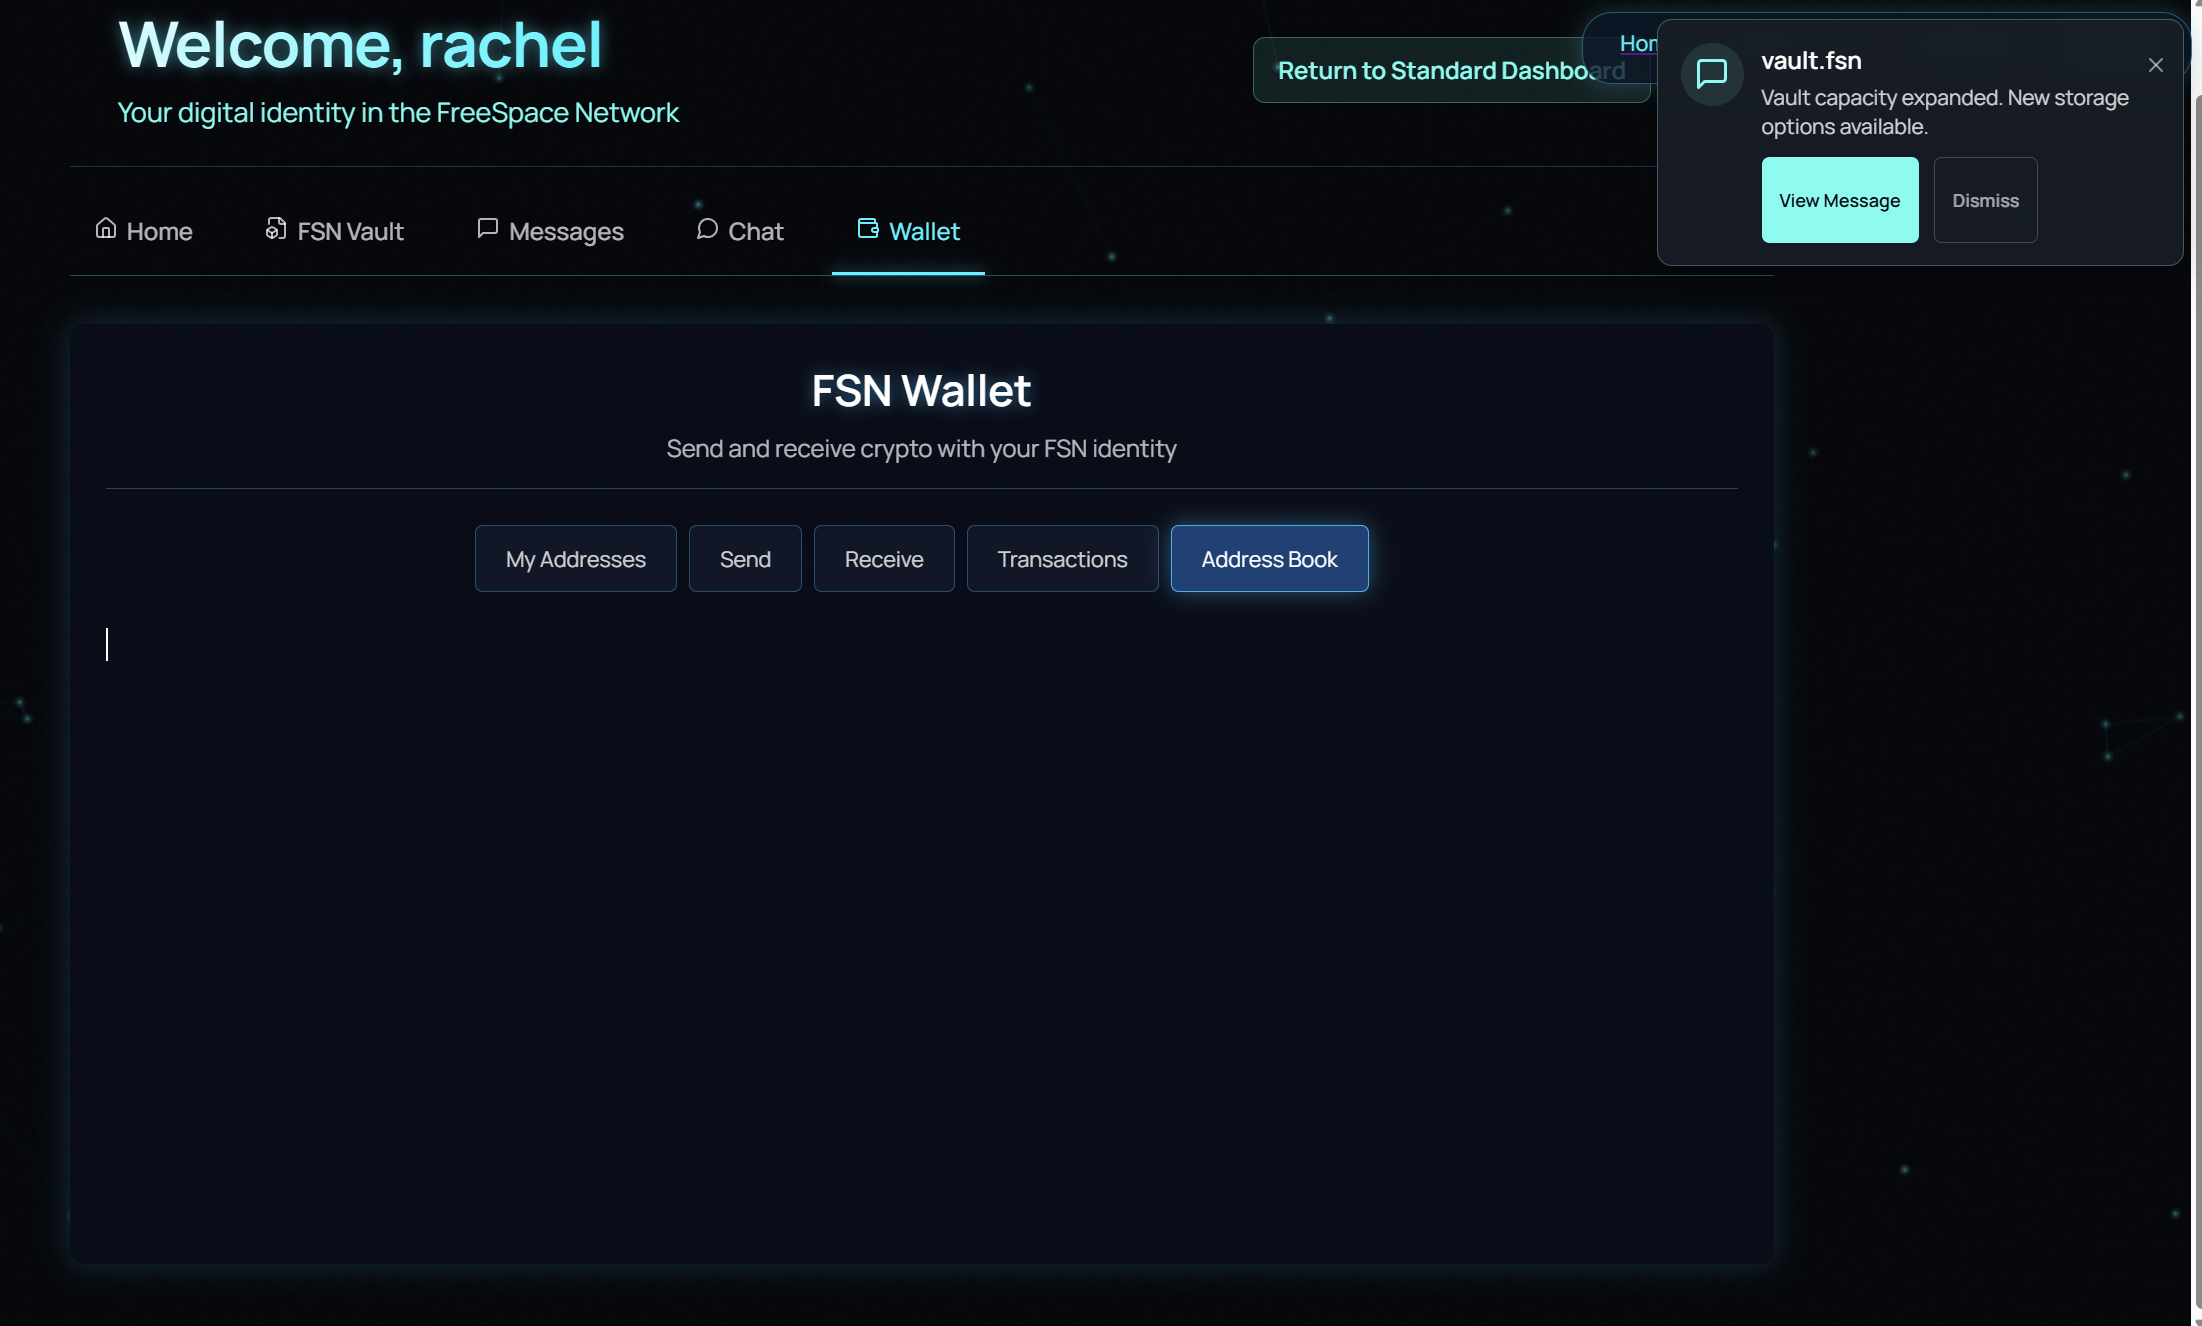 Welcome, rachel
Your digital identity in the FreeSpace Network
Return to Standard Dashboard
vault.fsn
Vault capacity expanded. New storage
options available.
View Message
Dismiss
Home
FSN Vault
Messages
Chat
Wallet
FSN Wallet
Send and receive crypto with your FSN identity
My Addresses
Send
Receive
Transactions
Address Book